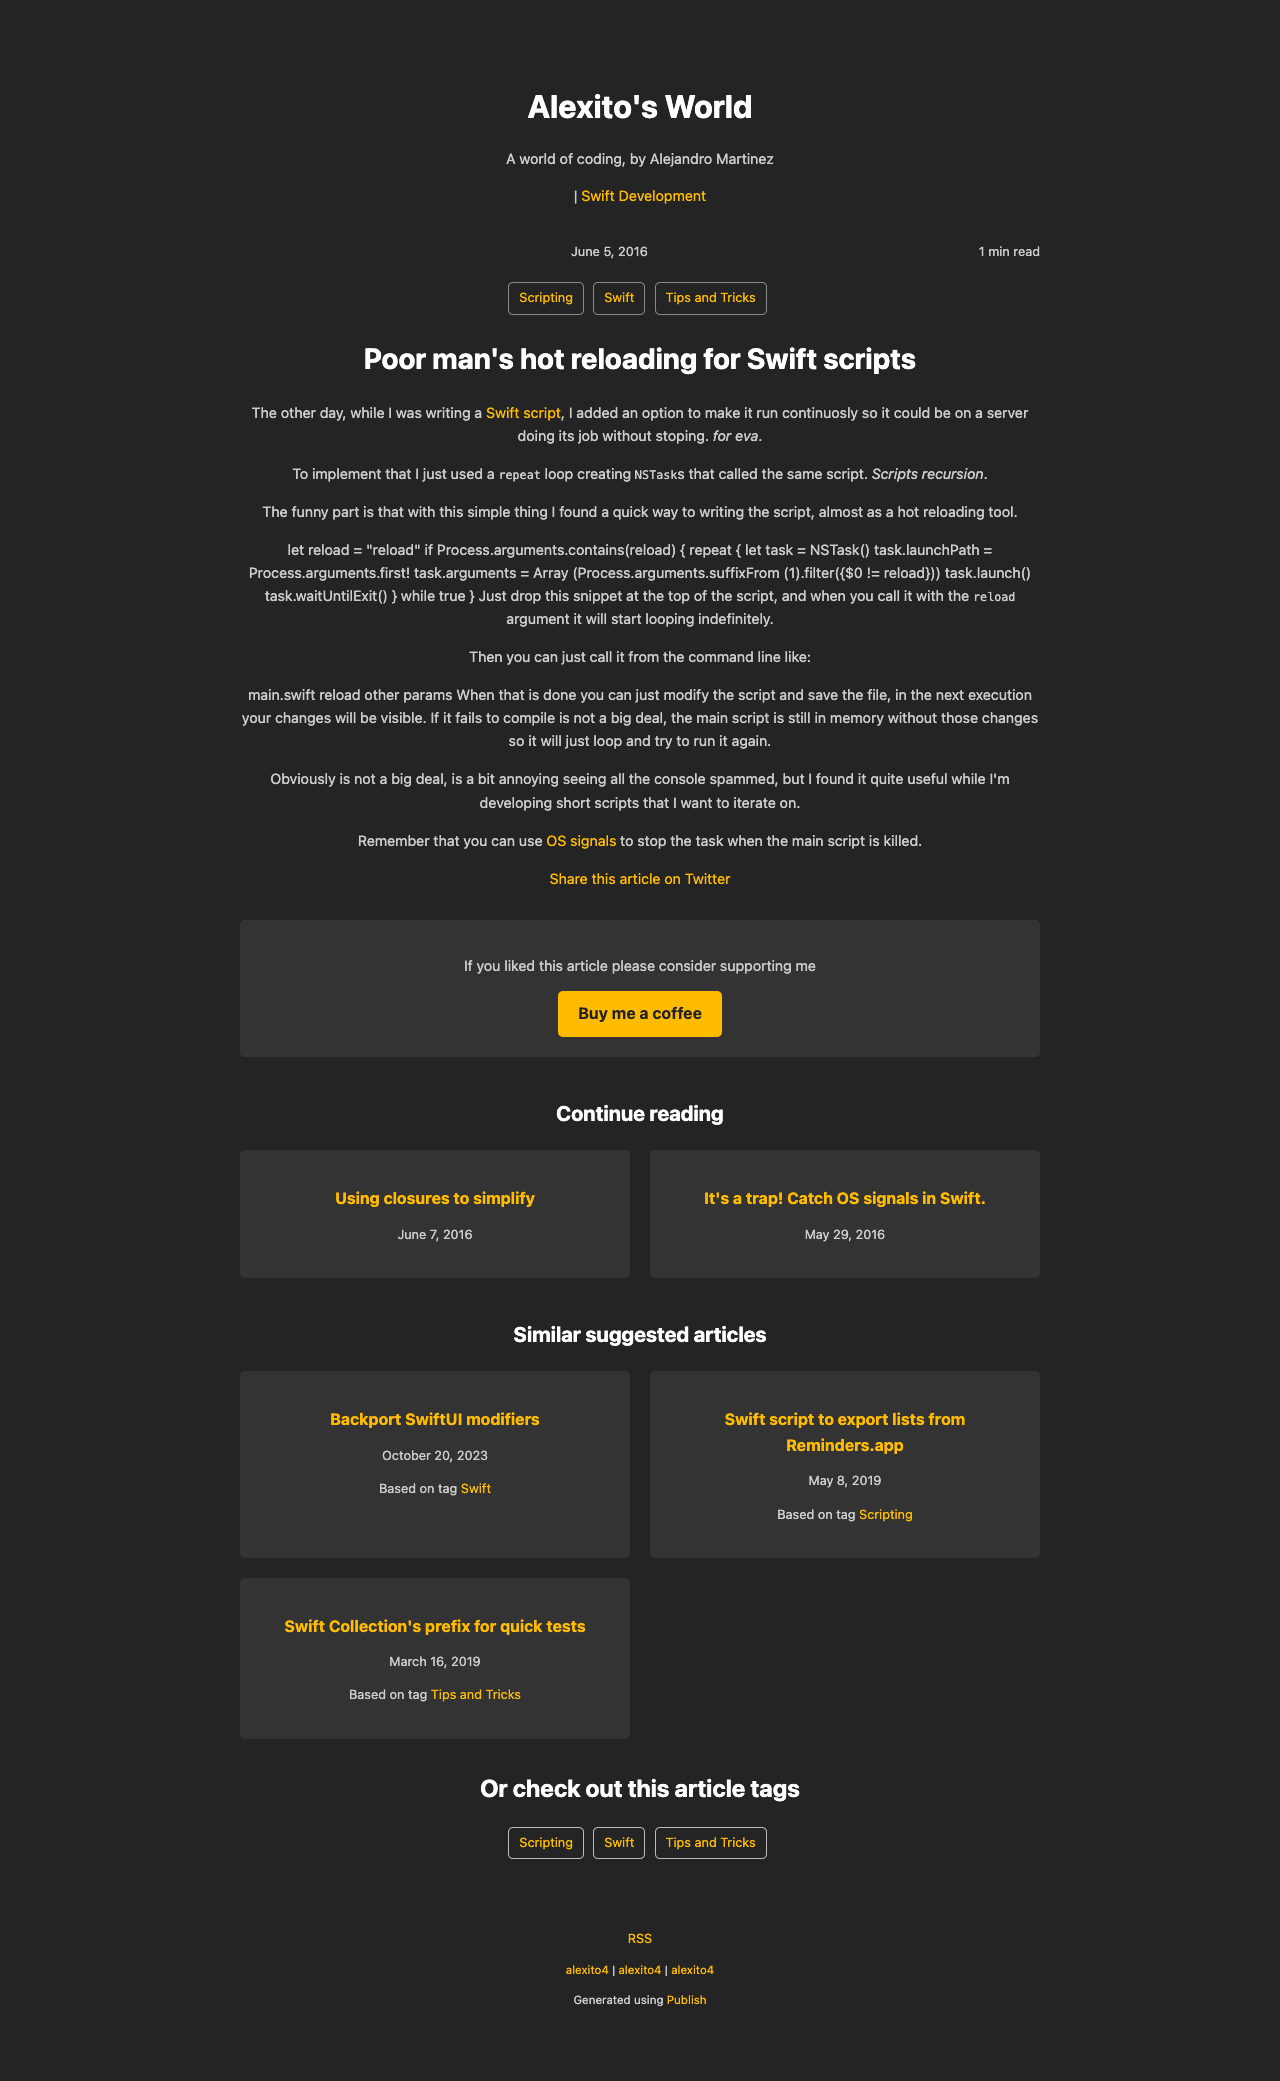 Alexito's World
A world of coding, by Alejandro Martinez
| Swift Development
June 5, 2016 1 min read
Scripting Swift Tips and Tricks
Poor man's hot reloading for Swift scripts
The other day, while I was writing a Swift script, I added an option to make it run continuosly so it could be on a server
doing its job without stoping. for eva.
To implement that I just used a repeat loop creating NSTasks that called the same script. Scripts recursion.
The funny part is that with this simple thing I found a quick way to writing the script, almost as a hot reloading tool.
let reload = "reload" if Process.arguments.contains(reload) { repeat { let task = NSTask() task.launchPath =
Process.arguments.first! task.arguments = Array (Process.arguments.suffixFrom (1).filter({$0 != reload})) task.launch()
task.waitUntilExit() } while true } Just drop this snippet at the top of the script, and when you call it with the reload
argument it will start looping indefinitely.
Then you can just call it from the command line like:
main.swift reload other params When that is done you can just modify the script and save the file, in the next execution
your changes will be visible. If it fails to compile is not a big deal, the main script is still in memory without those changes
so it will just loop and try to run it again.
Obviously is not a big deal, is a bit annoying seeing all the console spammed, but I found it quite useful while I'm
developing short scripts that I want to iterate on.
Remember that you can use OS signals to stop the task when the main script is killed.
Share this article on Twitter
If you liked this article please consider supporting me
Buy me a coffee
Continue reading
Using closures to simplify
June 7, 2016
It's a trap! Catch OS signals in Swift.
May 29, 2016
Similar suggested articles
Backport SwiftUI modifiers
October 20, 2023
Based on tag Swift
Swift script to export lists from
Reminders.app
May 8, 2019
Based on tag Scripting
Swift Collection's prefix for quick tests
March 16, 2019
Based on tag Tips and Tricks
Or check out this article tags
Scripting Swift Tips and Tricks
RSS
alexito4 | alexito4 | alexito4
Generated using Publish